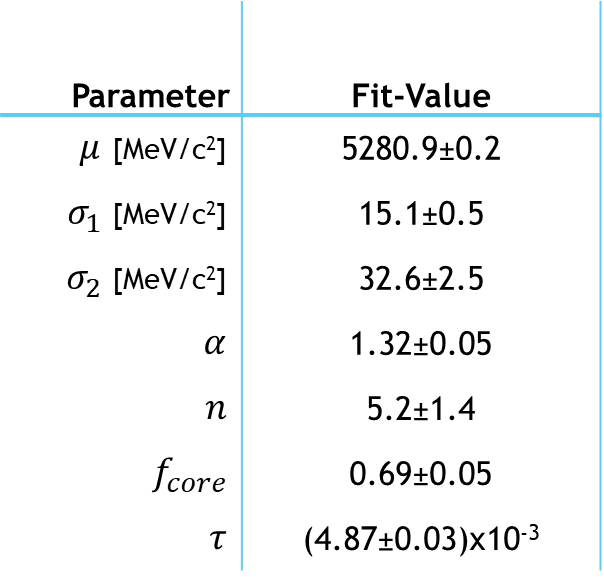 Parameter Fit-Value
μ [MeV/c²] 5280.9±0.2
σ₁ [MeV/c²] 15.1±0.5
σ₂ [MeV/c²] 32.6±2.5
α 1.32±0.05
n 5.2±1.4
f_core 0.69±0.05
τ (4.87±0.03)x10⁻³